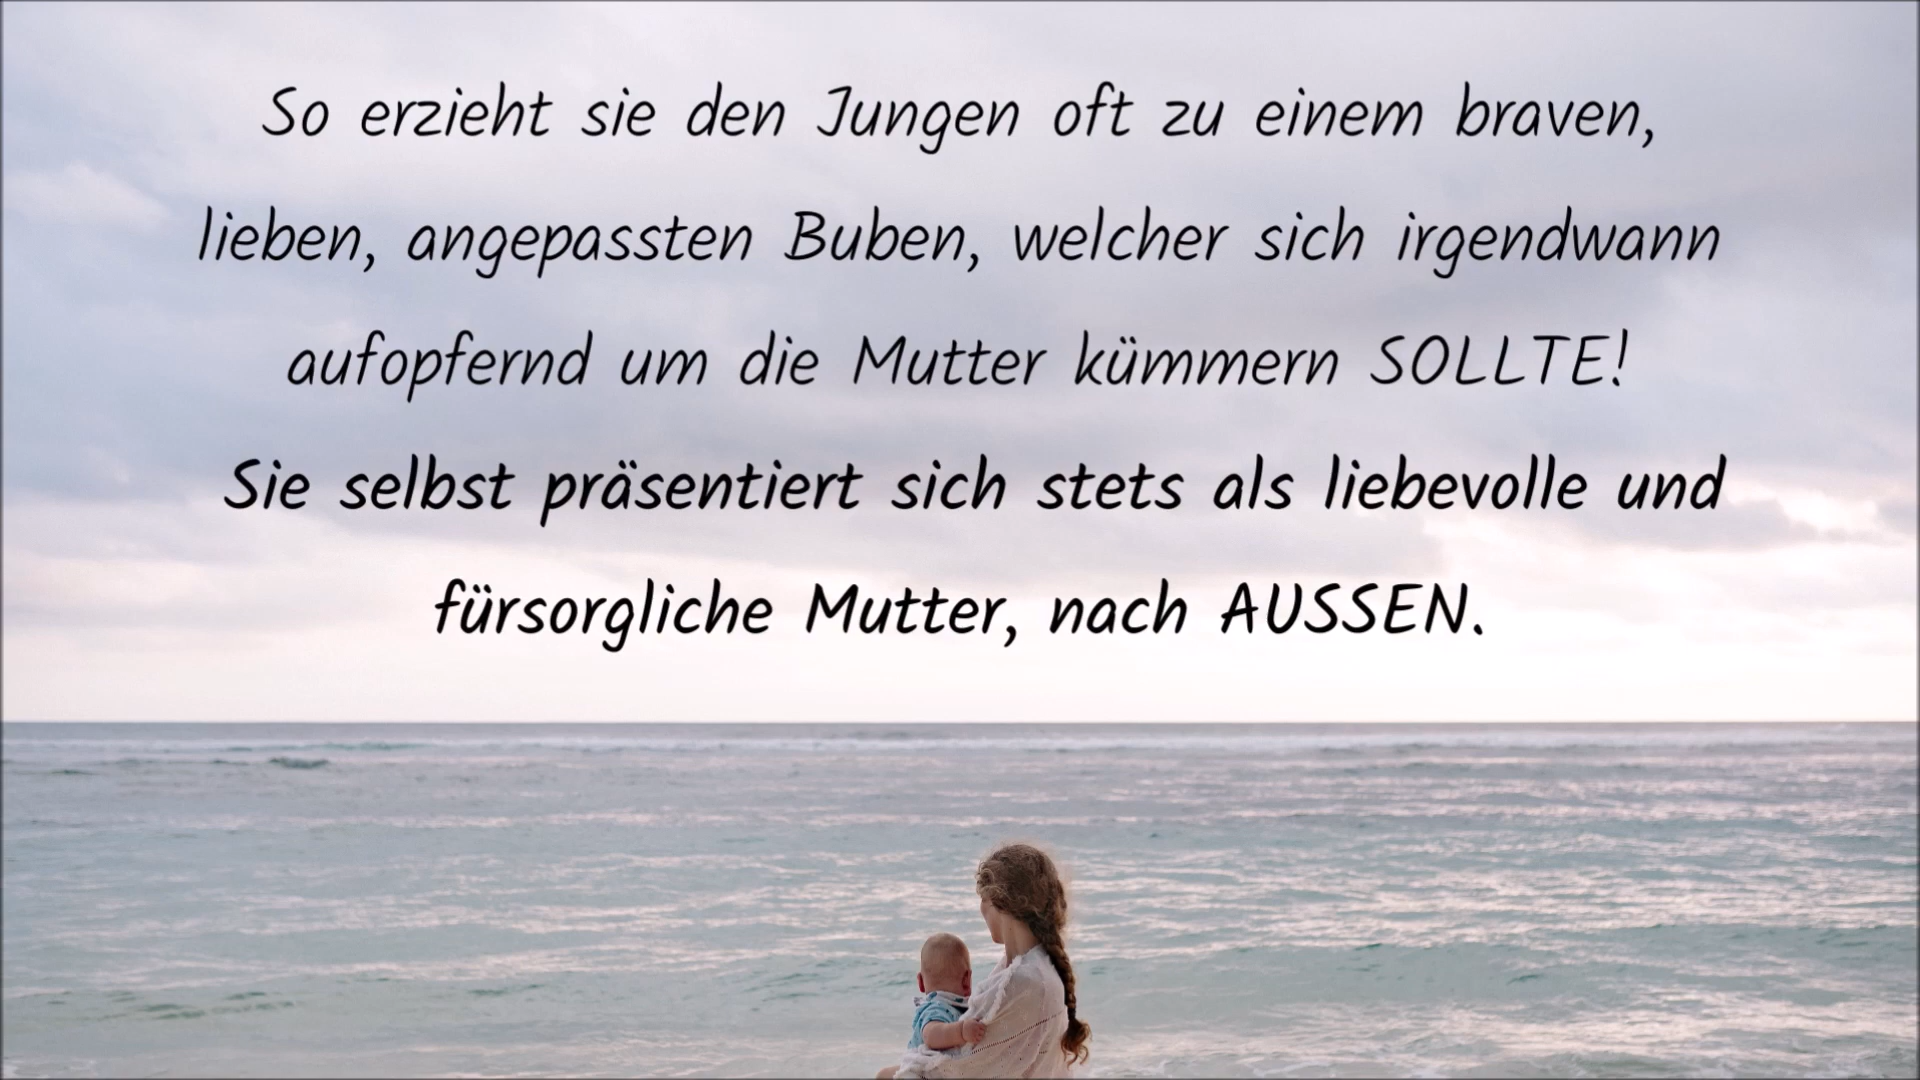 So erzieht sie den Jungen oft zu einem braven,
lieben, angepassten Buben, welcher sich irgendwann
aufopfernd um die Mutter kümmern SOLLTE!
Sie selbst präsentiert sich stets als liebevolle und
fürsorgliche Mutter, nach AUSSEN.